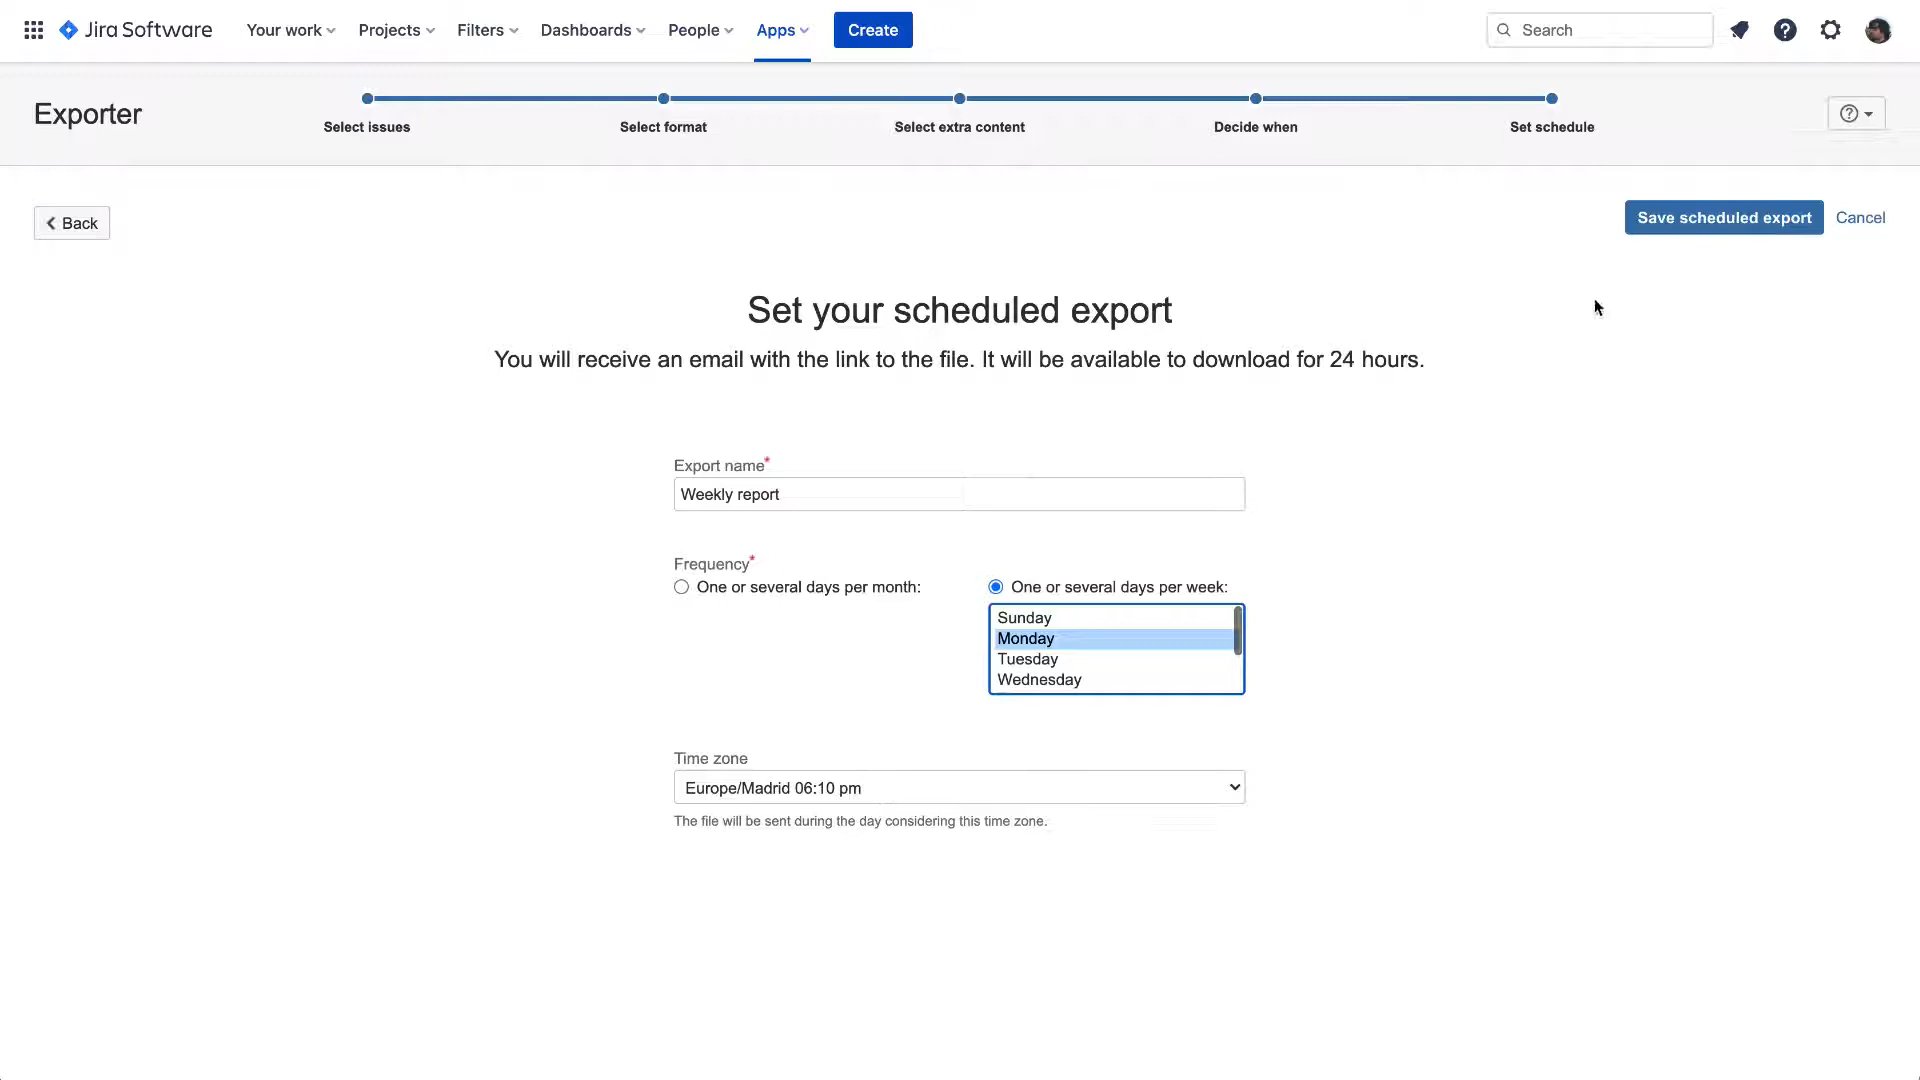 Jira Software Your work Projects Filters Dashboards People Apps Create Search
Exporter
Select issues Select format Select extra content Decide when Set schedule
Back Save scheduled export Cancel
Set your scheduled export
You will receive an email with the link to the file. It will be available to download for 24 hours.
Export name*
Weekly report
Frequency*
One or several days per month: One or several days per week:
Sunday
Monday
Tuesday
Wednesday
Time zone
Europe/Madrid 06:10 pm
The file will be sent during the day considering this time zone.